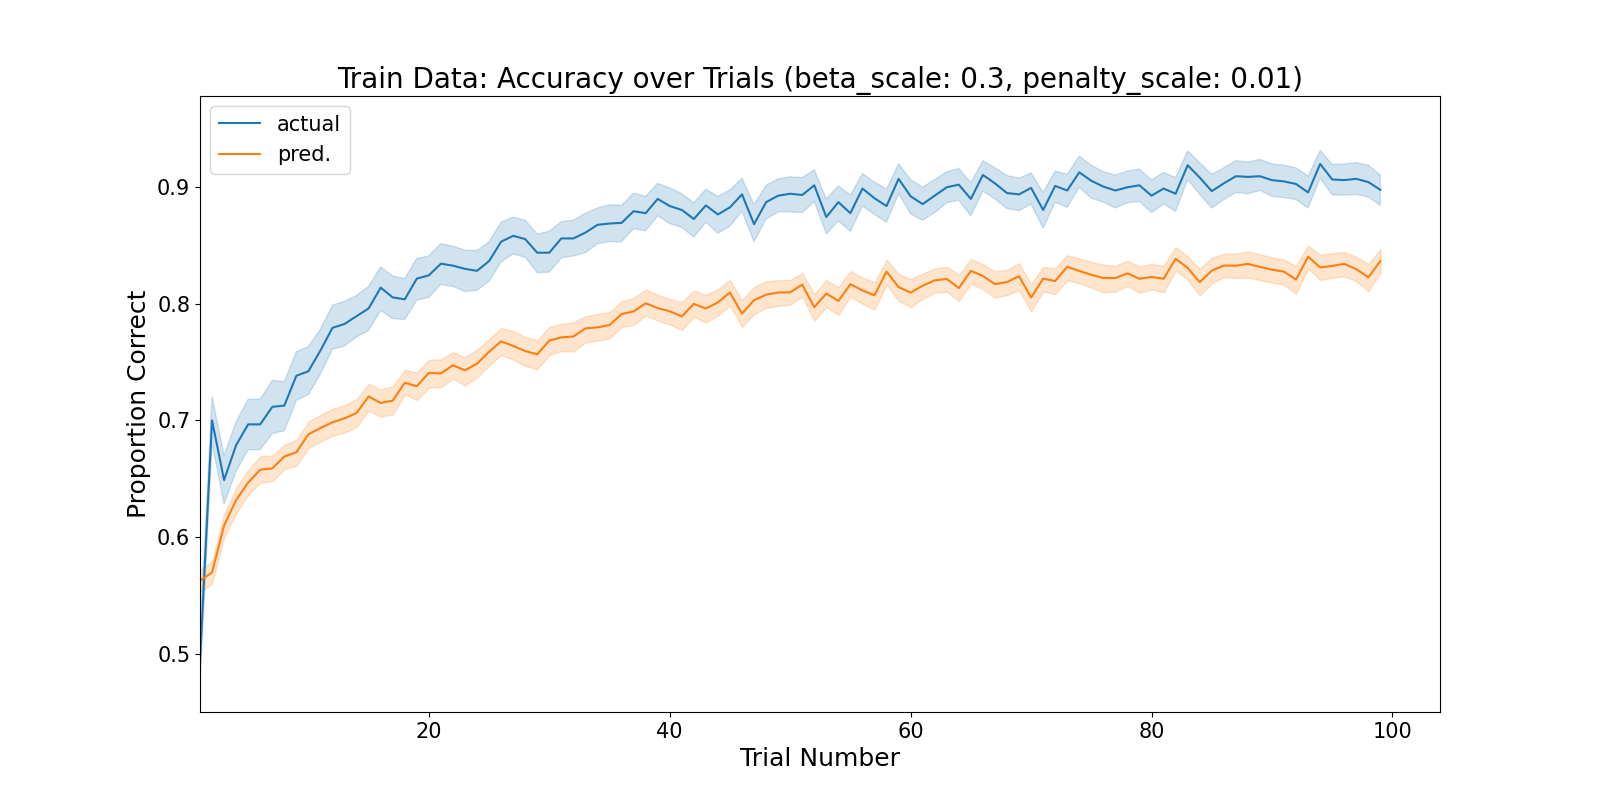 Train Data: Accuracy over Trials (beta_scale: 0.3, penalty_scale: 0.01)
actual
pred.
Proportion Correct
0.9
0.8
0.7
0.6
0.5
20 40 60 80 100
Trial Number